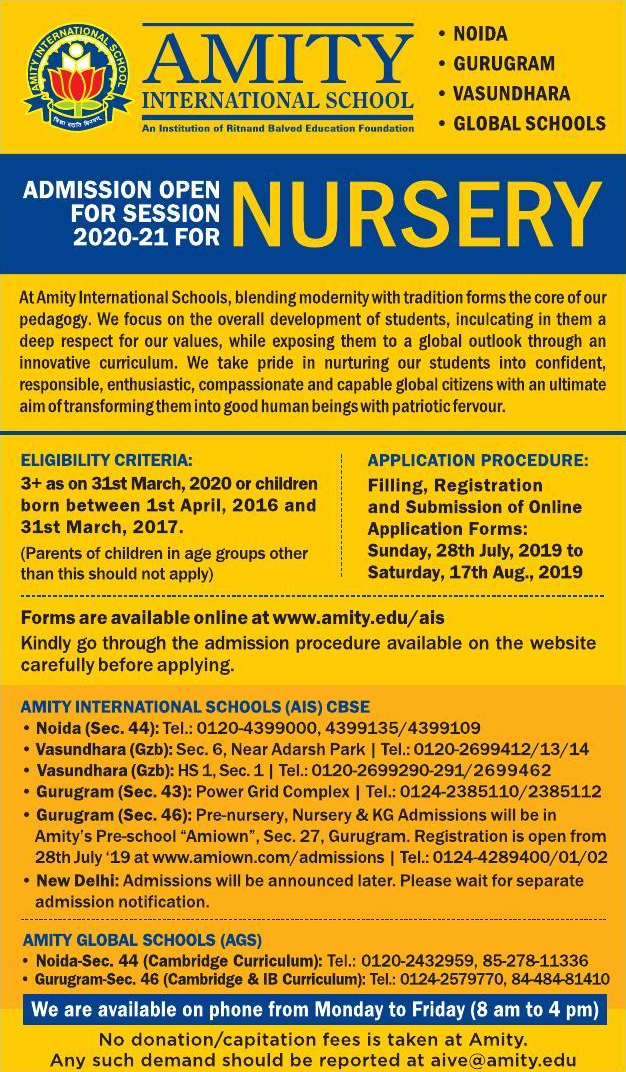 AMITY INTERNATIONAL SCHOOL
विद्या ददाति विनयम्
AMITY
INTERNATIONAL SCHOOL
An Institution of Ritnand Balved Education Foundation
• NOIDA
• GURUGRAM
• VASUNDHARA
• GLOBAL SCHOOLS
ADMISSION OPEN
FOR SESSION
2020-21 FOR
NURSERY
At Amity International Schools, blending modernity with tradition forms the core of our
pedagogy. We focus on the overall development of students, inculcating in them a
deep respect for our values, while exposing them to a global outlook through an
innovative curriculum. We take pride in nurturing our students into confident,
responsible, enthusiastic, compassionate and capable global citizens with an ultimate
aim of transforming them into good human beings with patriotic fervour.
ELIGIBILITY CRITERIA:
3+ as on 31st March, 2020 or children
born between 1st April, 2016 and
31st March, 2017.
(Parents of children in age groups other
than this should not apply)
APPLICATION PROCEDURE:
Filling, Registration
and Submission of Online
Application Forms:
Sunday, 28th July, 2019 to
Saturday, 17th Aug., 2019
Forms are available online at www.amity.edu/ais
Kindly go through the admission procedure available on the website
carefully before applying.
AMITY INTERNATIONAL SCHOOLS (AIS) CBSE
• Noida (Sec. 44): Tel.: 0120-4399000, 4399135/4399109
• Vasundhara (Gzb): Sec. 6, Near Adarsh Park | Tel.: 0120-2699412/13/14
• Vasundhara (Gzb): HS 1, Sec. 1 | Tel.: 0120-2699290-291/2699462
• Gurugram (Sec. 43): Power Grid Complex | Tel.: 0124-2385110/2385112
• Gurugram (Sec. 46): Pre-nursery, Nursery & KG Admissions will be in
Amity's Pre-school “Amiown”, Sec. 27, Gurugram. Registration is open from
28th July ‘19 at www.amiown.com/admissions | Tel.: 0124-4289400/01/02
• New Delhi: Admissions will be announced later. Please wait for separate
admission notification.
AMITY GLOBAL SCHOOLS (AGS)
• Noida-Sec. 44 (Cambridge Curriculum): Tel.: 0120-2432959, 85-278-11336
• Gurugram-Sec. 46 (Cambridge & IB Curriculum): Tel.: 0124-2579770, 84-484-81410
We are available on phone from Monday to Friday (8 am to 4 pm)
No donation/capitation fees is taken at Amity.
Any such demand should be reported at aive@amity.edu